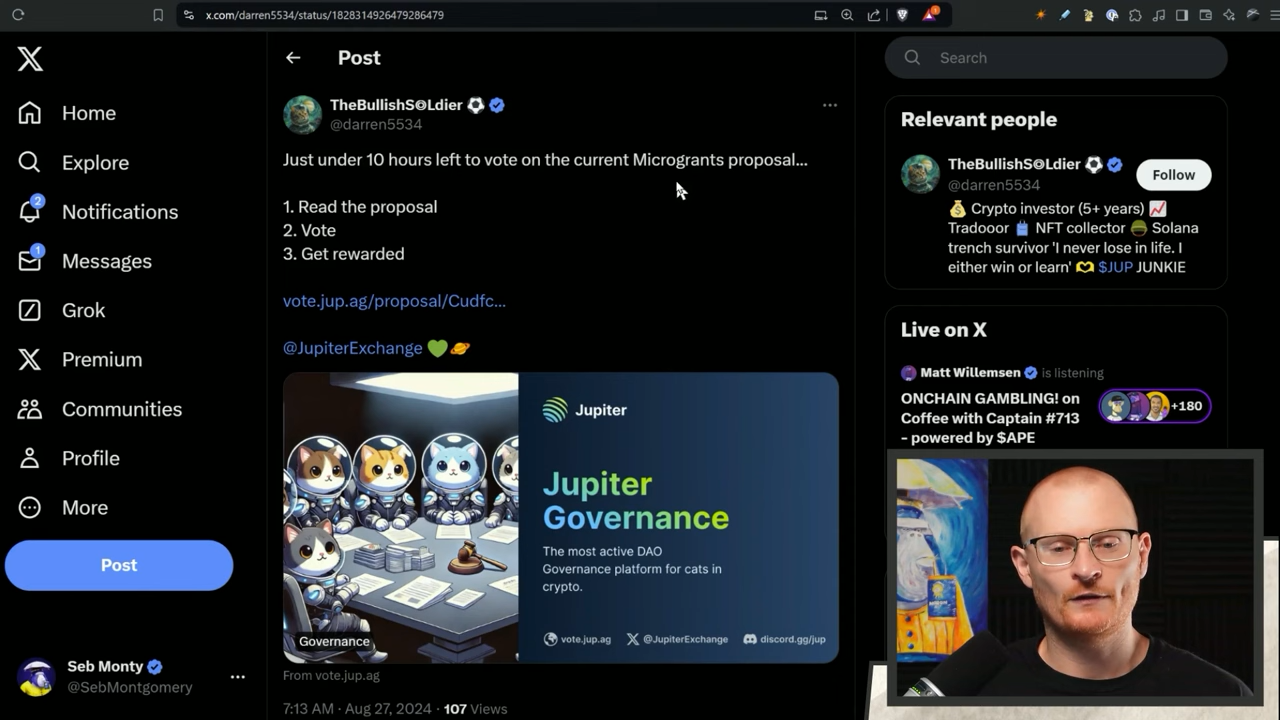 x.com/darren5534/status/1828314926479286479
Home
Explore
2
Notifications
1
Messages
Grok
Premium
Communities
Profile
More
Post
Seb Monty
@SebMontgomery
Post
TheBullishS◎Ldier
@darren5534
Just under 10 hours left to vote on the current Microgrants proposal...
1. Read the proposal
2. Vote
3. Get rewarded
vote.jup.ag/proposal/Cudfc...
@JupiterExchange 💚🪐
Jupiter
Jupiter
Governance
The most active DAO
Governance platform for cats in
crypto.
vote.jup.ag
@JupiterExchange
discord.gg/jup
Governance
From vote.jup.ag
7:13 AM · Aug 27, 2024 · 107 Views
Search
Relevant people
TheBullishS◎Ldier
@darren5534
Follow
💰 Crypto investor (5+ years) 📈
Tradooor 🛍 NFT collector 🪖 Solana
trench survivor 'I never lose in life. I
either win or learn' 🫶 $JUP JUNKIE
Live on X
Matt Willemsen is listening
ONCHAIN GAMBLING! on
Coffee with Captain #713
- powered by $APE
+180